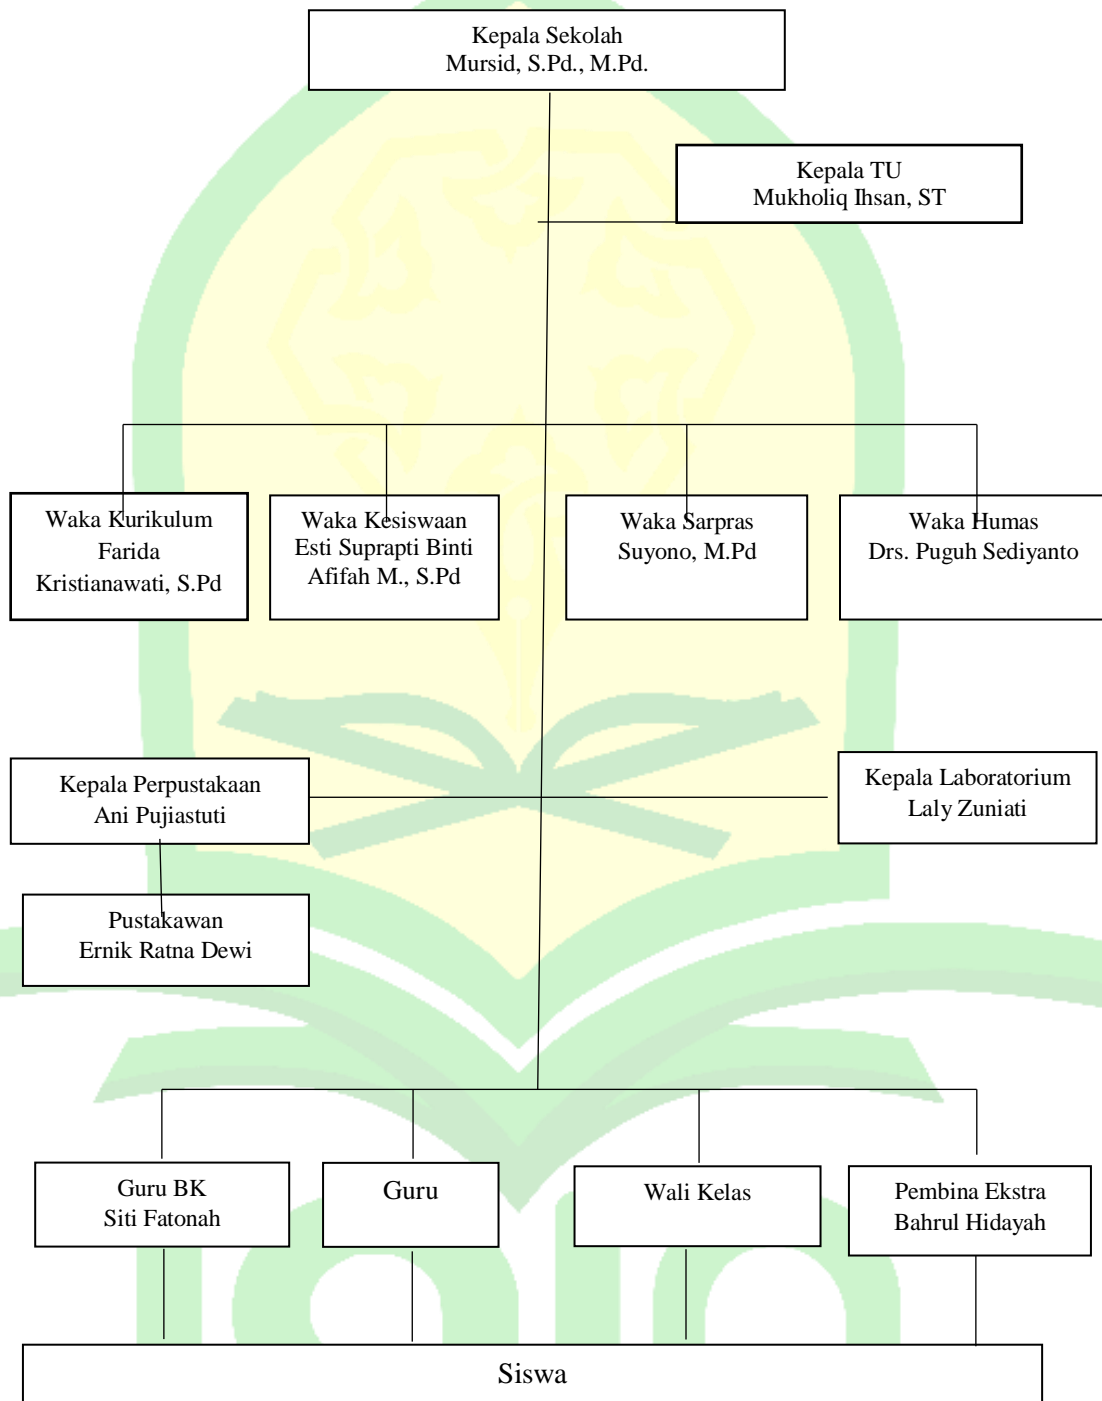 Kepala Sekolah
Mursid, S.Pd., M.Pd.
Kepala TU
Mukholiq Ihsan, ST
Waka Kurikulum
Farida
Kristianawati, S.Pd
Waka Kesiswaan
Esti Suprapti Binti
Afifah M., S.Pd
Waka Sarpras
Suyono, M.Pd
Waka Humas
Drs. Puguh Sediyanto
Kepala Perpustakaan
Ani Pujiastuti
Kepala Laboratorium
Laly Zuniati
Pustakawan
Ernik Ratna Dewi
Guru BK
Siti Fatonah
Guru
Wali Kelas
Pembina Ekstra
Bahrul Hidayah
Siswa